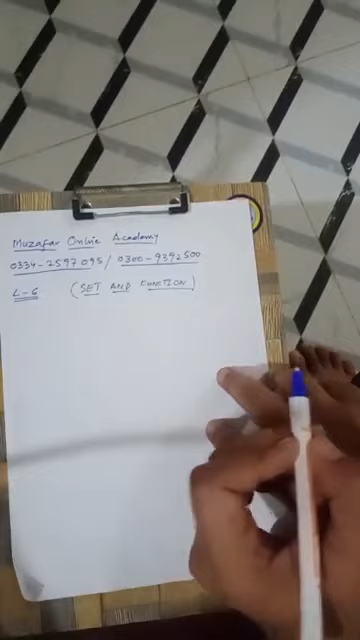 Muzafar Online Academy
0334-2597095/ 0300-9392500
L-6 (SET AND FUNCTION)